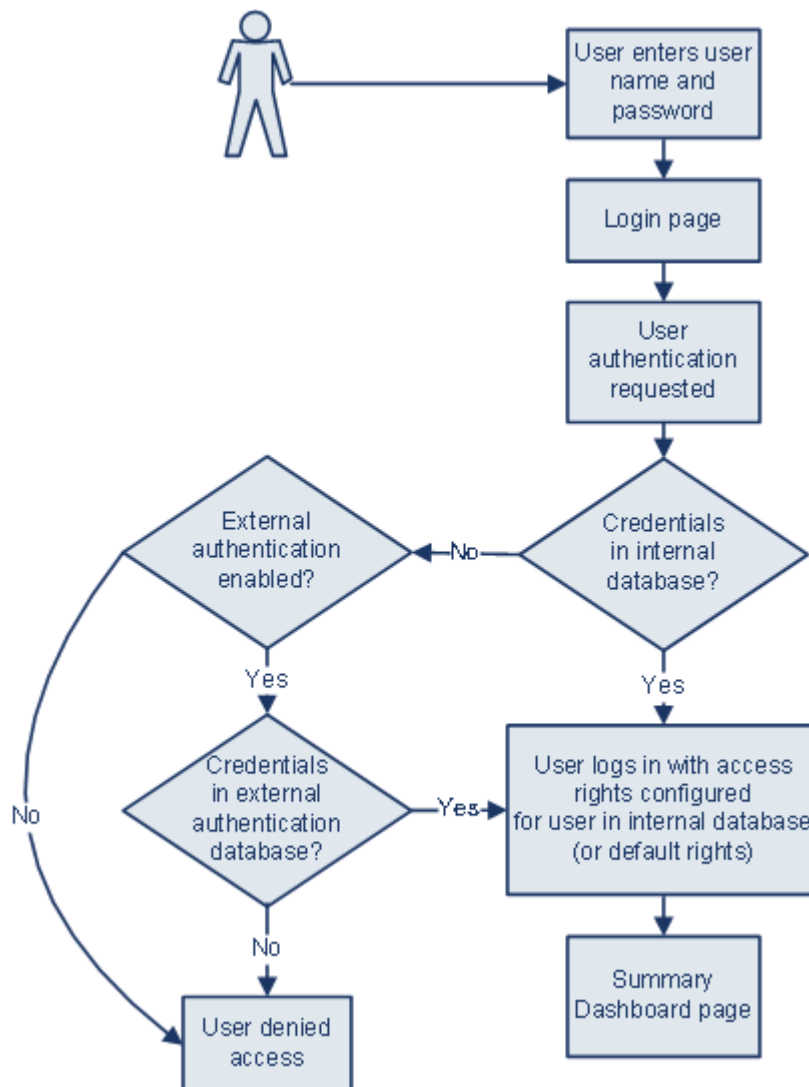 User enters user
name and
password
Login page
User
authentication
requested
External
authentication
enabled?
No
Credentials
in internal
database?
Yes
Yes
Credentials
in external
authentication
database?
Yes
User logs in with access
rights configured
for user in internal database
(or default rights)
No
No
User denied
access
Summary
Dashboard page